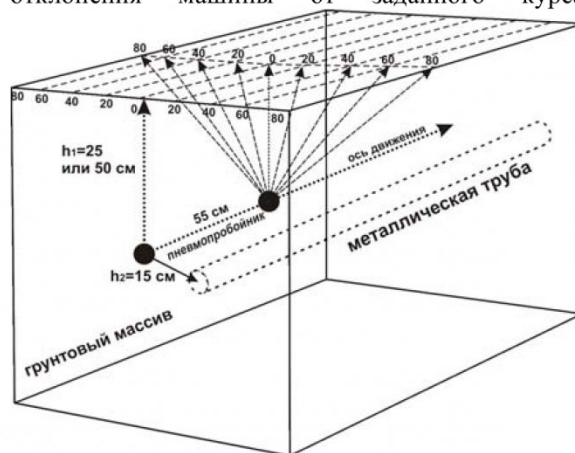 отклонения машины от заданного курса
80 60 40 20 0 20 40 60 80
80 60 40 20 0 20 40 60 80
h₁=25
или 50 см
ось движения
55 см
пневмопробойник
металлическая труба
h₂=15 см
грунтовый массив